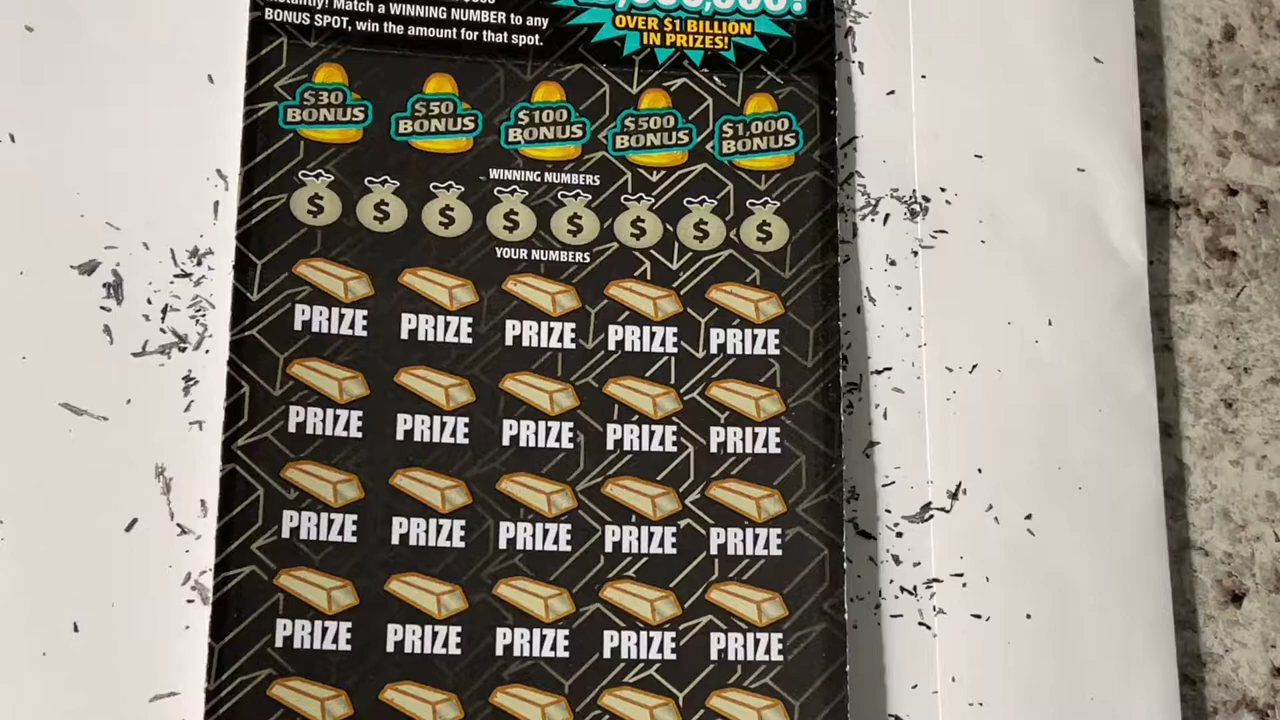 Match a WINNING NUMBER to any
BONUS SPOT, win the amount for that spot.
OVER $1 BILLION
IN PRIZES!
$30 $50 $100 $500 $1,000
BONUS BONUS BONUS BONUS BONUS
WINNING NUMBERS
$ $ $ $ $ $ $ $
YOUR NUMBERS
PRIZE PRIZE PRIZE PRIZE PRIZE
PRIZE PRIZE PRIZE PRIZE PRIZE
PRIZE PRIZE PRIZE PRIZE PRIZE
PRIZE PRIZE PRIZE PRIZE PRIZE